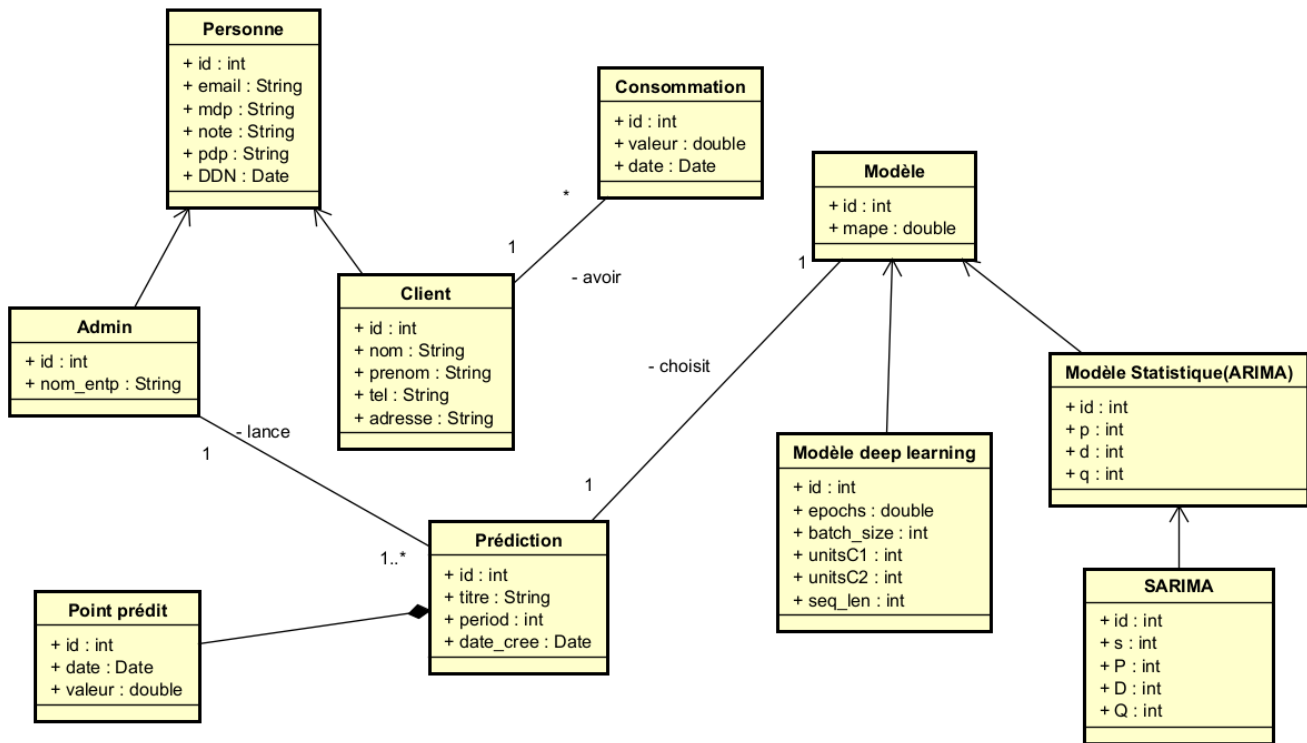 Personne
+ id : int
+ email : String
+ mdp : String
+ note : String
+ pdp : String
+ DDN : Date
Consommation
+ id : int
+ valeur : double
+ date : Date
*
1
- avoir
Modèle
+ id : int
+ mape : double
1
Client
+ id : int
+ nom : String
+ prenom : String
+ tel : String
+ adresse : String
Admin
+ id : int
+ nom_entp : String
- choisit
Modèle Statistique(ARIMA)
+ id : int
+ p : int
+ d : int
+ q : int
- lance
1
Modèle deep learning
+ id : int
+ epochs : double
+ batch_size : int
+ unitsC1 : int
+ unitsC2 : int
+ seq_len : int
1
1..*
Prédiction
+ id : int
+ titre : String
+ period : int
+ date_cree : Date
Point prédit
+ id : int
+ date : Date
+ valeur : double
SARIMA
+ id : int
+ s : int
+ P : int
+ D : int
+ Q : int